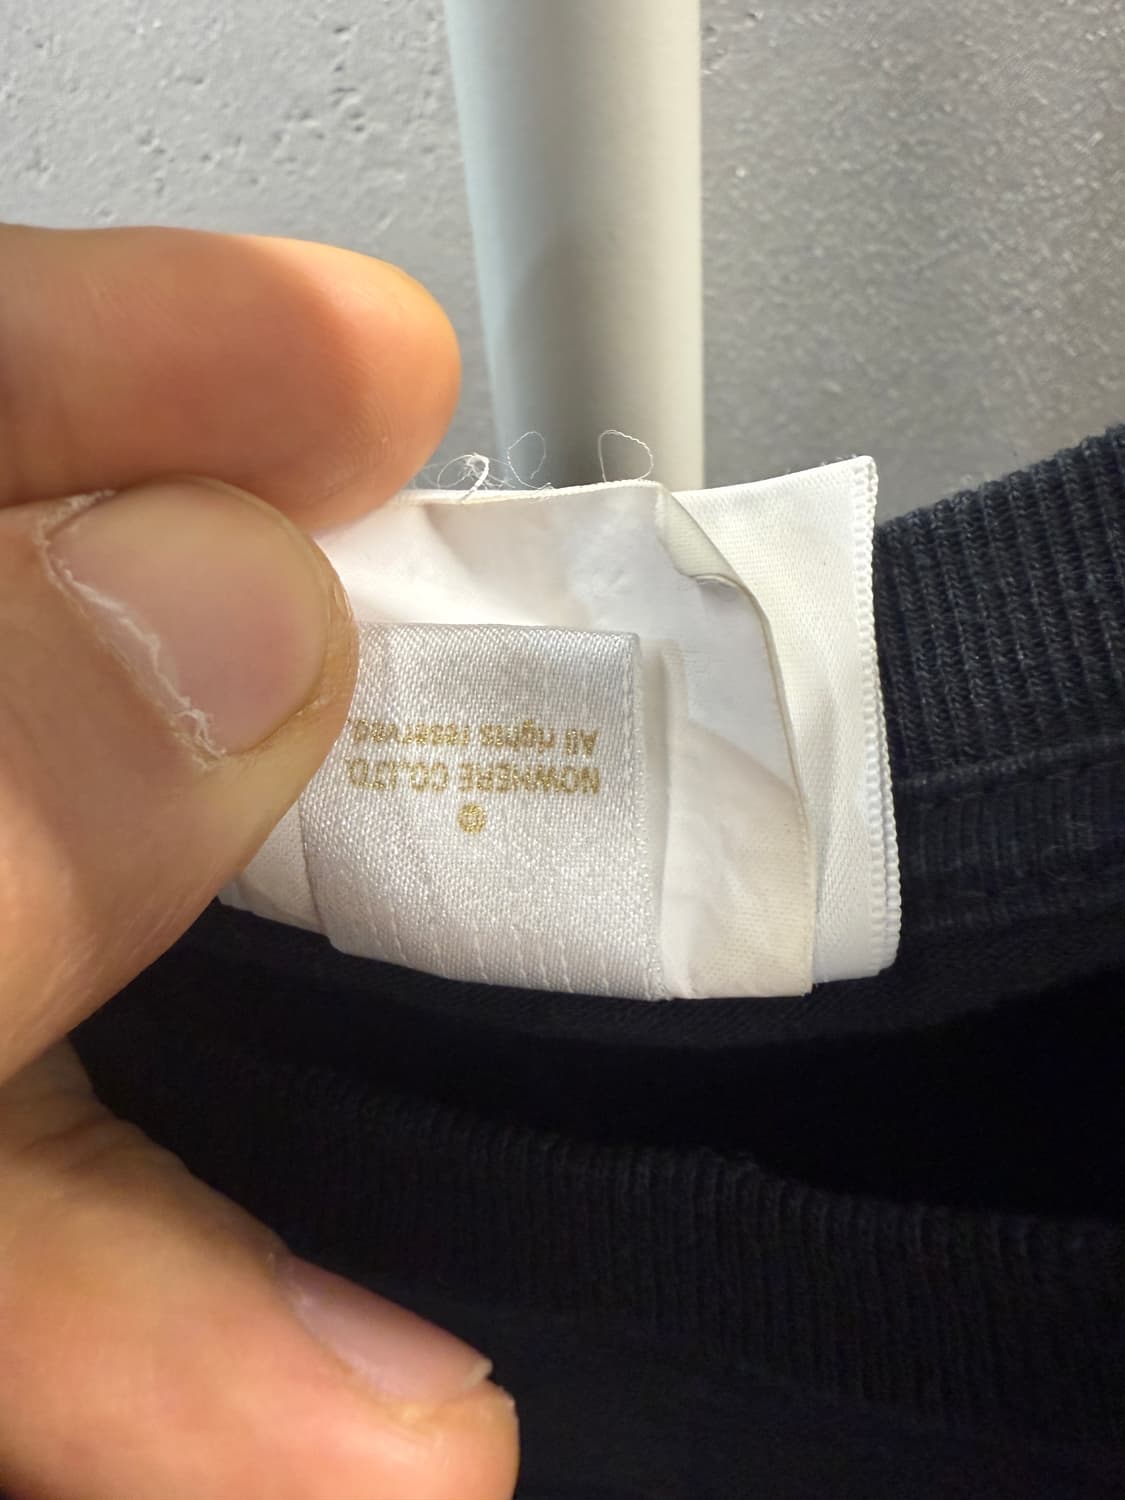 ©
NOWHERE CO.,LTD.
All rights reserved.